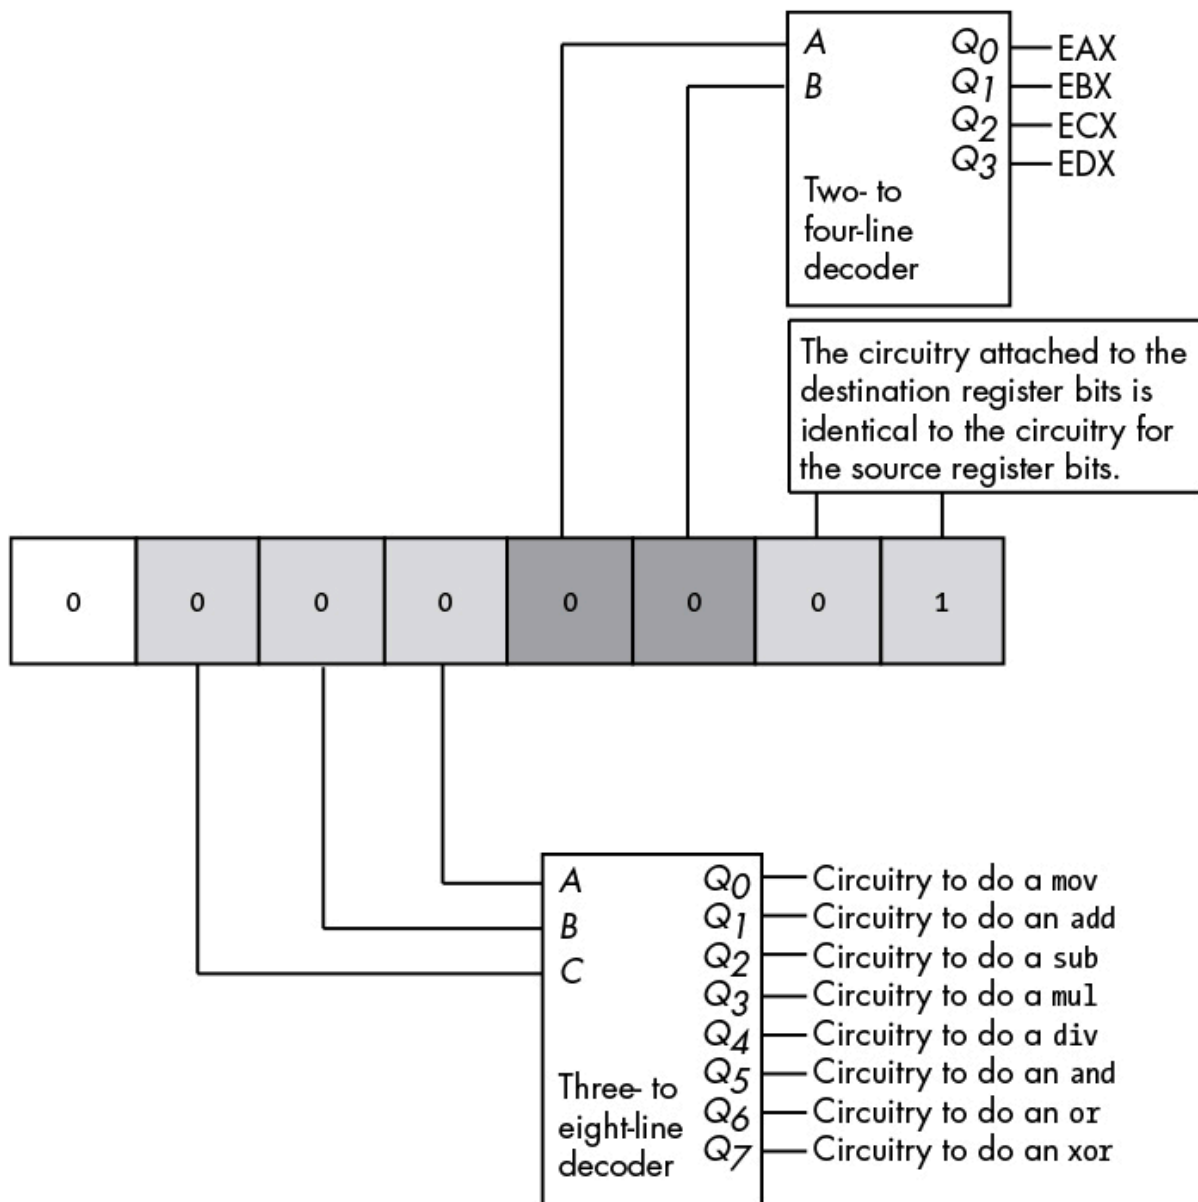 A Q0 EAX
B Q1 EBX
Q2 ECX
Q3 EDX
Two- to
four-line
decoder
The circuitry attached to the
destination register bits is
identical to the circuitry for
the source register bits.
0 0 0 0 0 0 0 1
A Q0 Circuitry to do a mov
B Q1 Circuitry to do an add
C Q2 Circuitry to do a sub
Q3 Circuitry to do a mul
Q4 Circuitry to do a div
Q5 Circuitry to do an and
Q6 Circuitry to do an or
Q7 Circuitry to do an xor
Three- to
eight-line
decoder